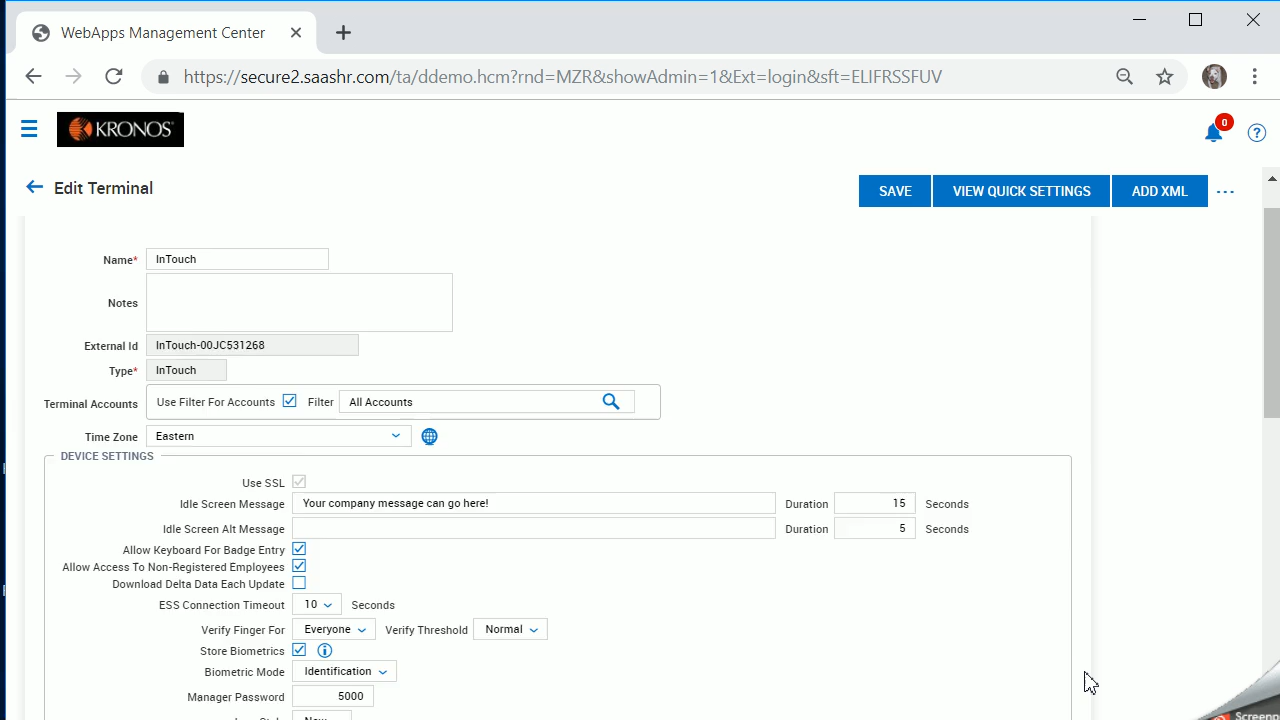 WebApps Management Center
https://secure2.saashr.com/ta/ddemo.hcm?rnd=MZR&showAdmin=1&Ext=login&sft=ELIFRSSFUV
KRONOS
0
?
Edit Terminal SAVE VIEW QUICK SETTINGS ADD XML ...
Name* InTouch
Notes
External Id InTouch-00JC531268
Type* InTouch
Terminal Accounts Use Filter For Accounts Filter All Accounts
Time Zone Eastern
DEVICE SETTINGS
Use SSL
Idle Screen Message Your company message can go here! Duration 15 Seconds
Idle Screen Alt Message Duration 5 Seconds
Allow Keyboard For Badge Entry
Allow Access To Non-Registered Employees
Download Delta Data Each Update
ESS Connection Timeout 10 Seconds
Verify Finger For Everyone Verify Threshold Normal
Store Biometrics i
Biometric Mode Identification
Manager Password 5000